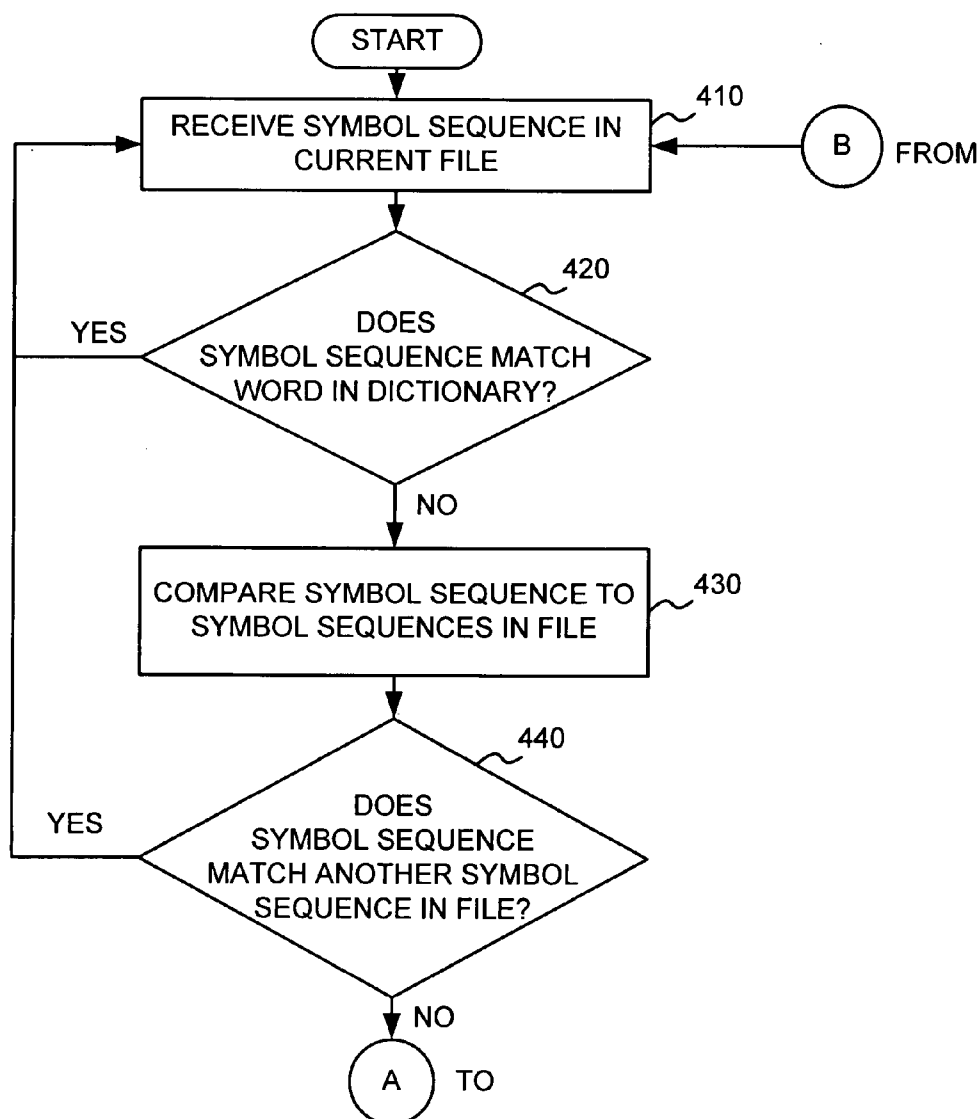 START
410
RECEIVE SYMBOL SEQUENCE IN
CURRENT FILE
B
FROM
420
DOES
SYMBOL SEQUENCE MATCH
WORD IN DICTIONARY?
YES
NO
430
COMPARE SYMBOL SEQUENCE TO
SYMBOL SEQUENCES IN FILE
440
DOES
SYMBOL SEQUENCE
MATCH ANOTHER SYMBOL
SEQUENCE IN FILE?
YES
NO
A
TO